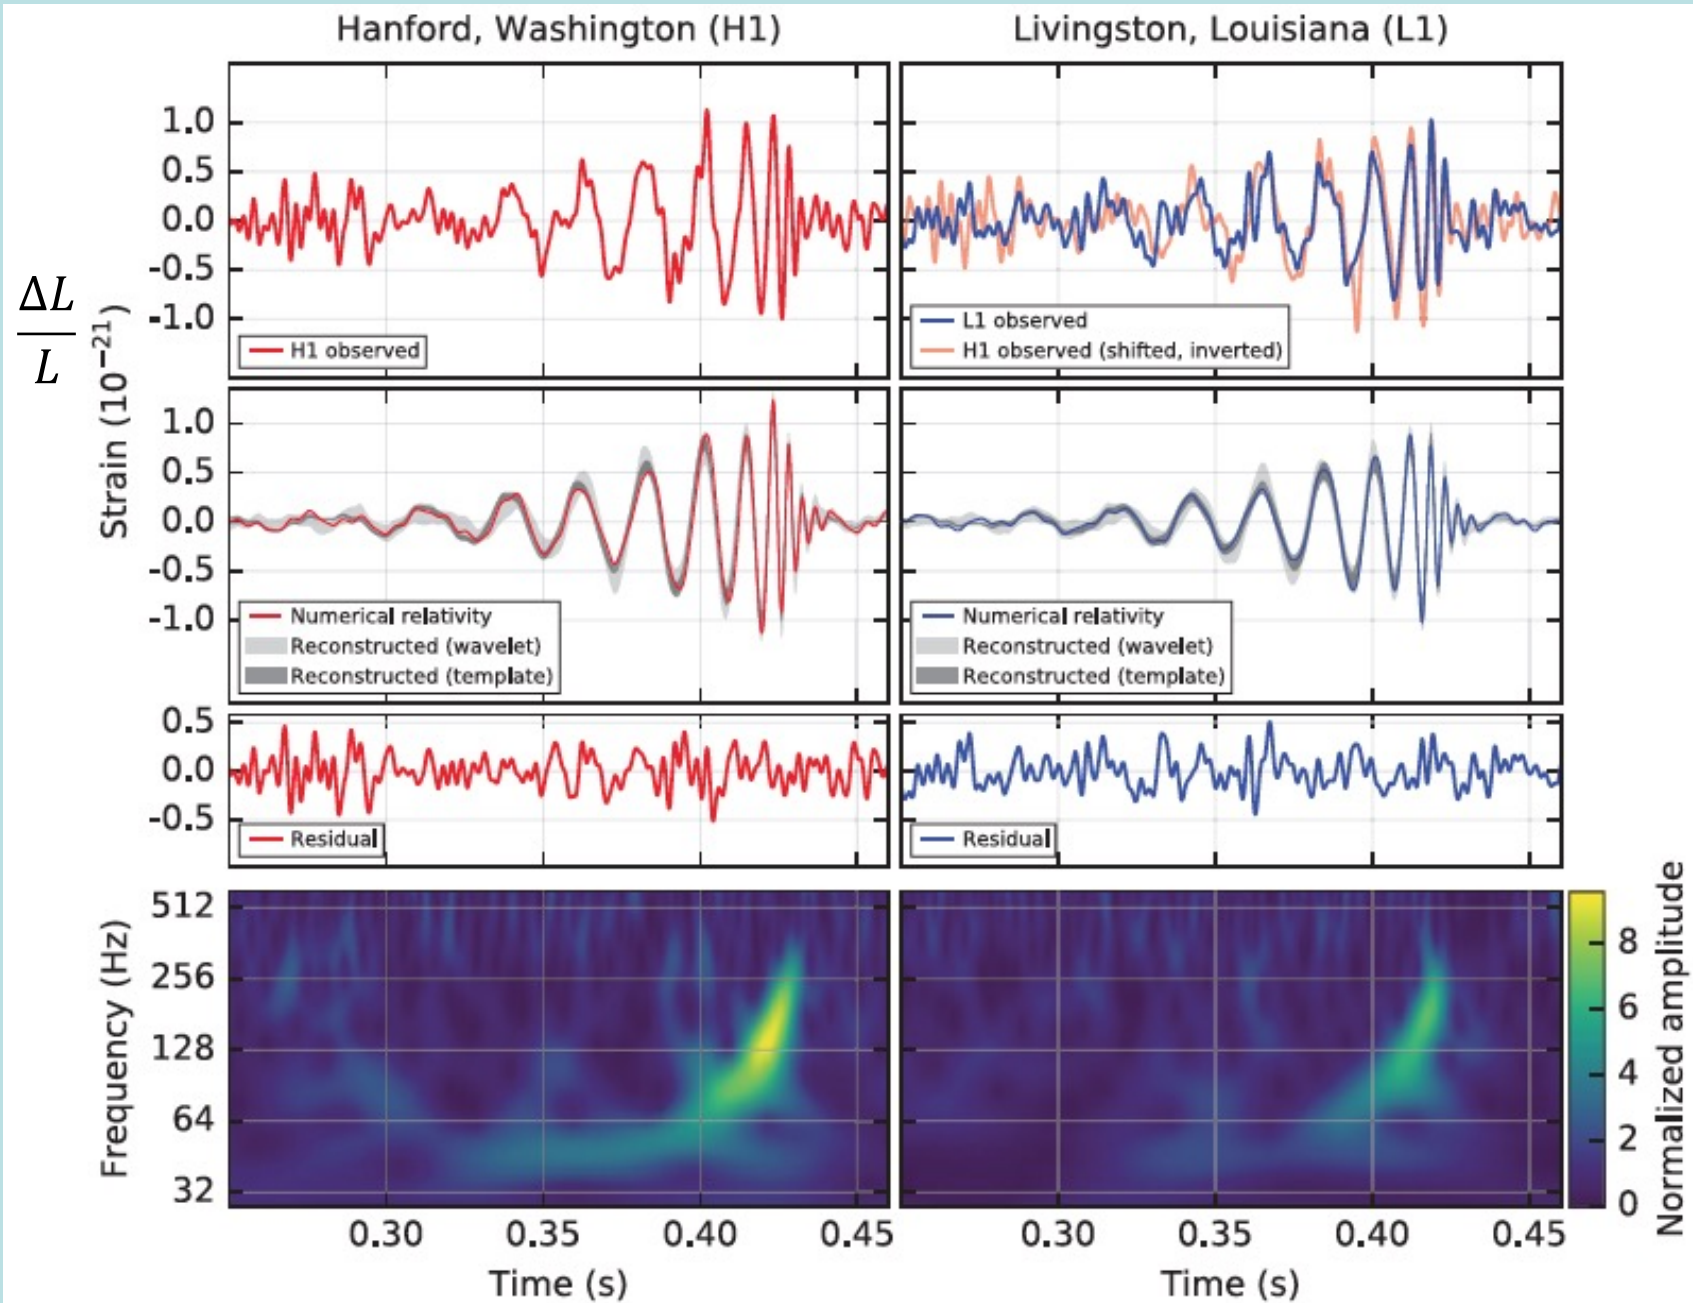 Hanford, Washington (H1)
Livingston, Louisiana (L1)
ΔL
L
Strain (10⁻²¹)
1.0
0.5
0.0
-0.5
-1.0
H1 observed
L1 observed
H1 observed (shifted, inverted)
1.0
0.5
0.0
-0.5
-1.0
Numerical relativity
Reconstructed (wavelet)
Reconstructed (template)
Numerical relativity
Reconstructed (wavelet)
Reconstructed (template)
0.5
0.0
-0.5
Residual
Residual
Frequency (Hz)
512
256
128
64
32
0.30 0.35 0.40 0.45
Time (s)
0.30 0.35 0.40 0.45
Time (s)
8
6
4
2
0
Normalized amplitude